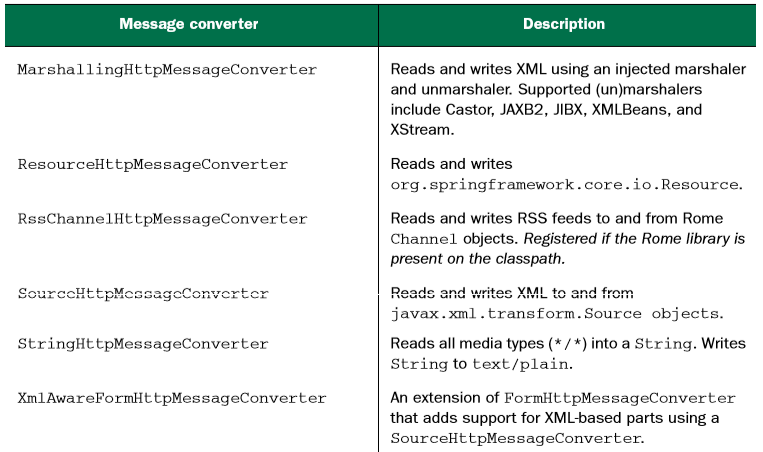 Message converter Description
MarshallingHttpMessageConverter Reads and writes XML using an injected marshaler
and unmarshaler. Supported (un)marshalers
include Castor, JAXB2, JIBX, XMLBeans, and
XStream.
ResourceHttpMessageConverter Reads and writes
org.springframework.core.io.Resource.
RssChannelHttpMessageConverter Reads and writes RSS feeds to and from Rome
Channel objects. Registered if the Rome library is
present on the classpath.
SourceHttpMessageConverter Reads and writes XML to and from
javax.xml.transform.Source objects.
StringHttpMessageConverter Reads all media types (*/*) into a String. Writes
String to text/plain.
XmlAwareFormHttpMessageConverter An extension of FormHttpMessageConverter
that adds support for XML-based parts using a
SourceHttpMessageConverter.